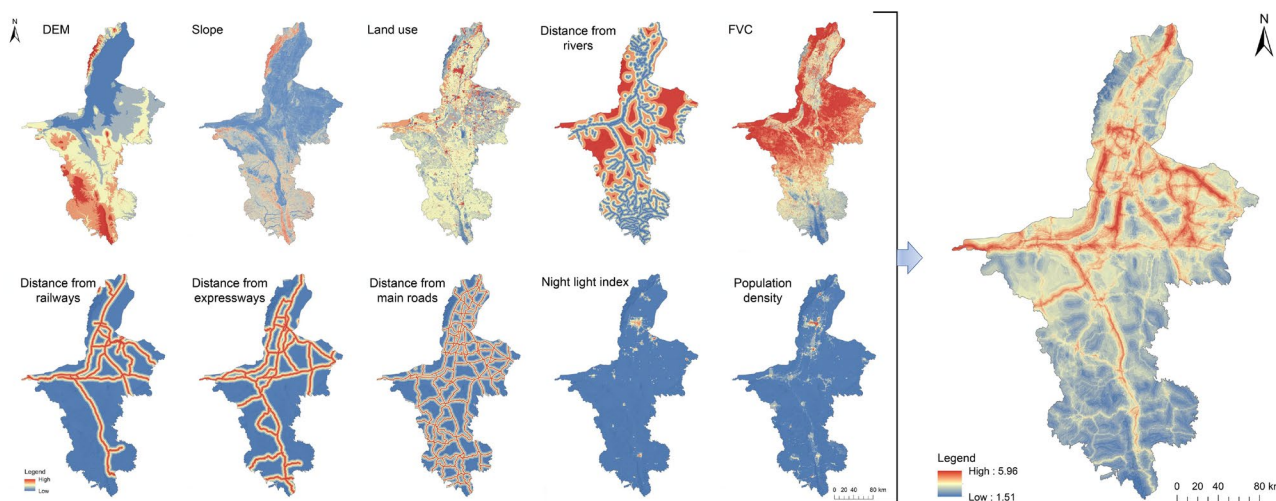 N
DEM
Slope
Land use
Distance from
rivers
FVC
N
Distance from
railways
Distance from
expressways
Distance from
main roads
Night light index
Population
density
Legend
High
Low
0 20 40 80 km
Legend
High : 5.96
Low : 1.51
0 20 40 80 km